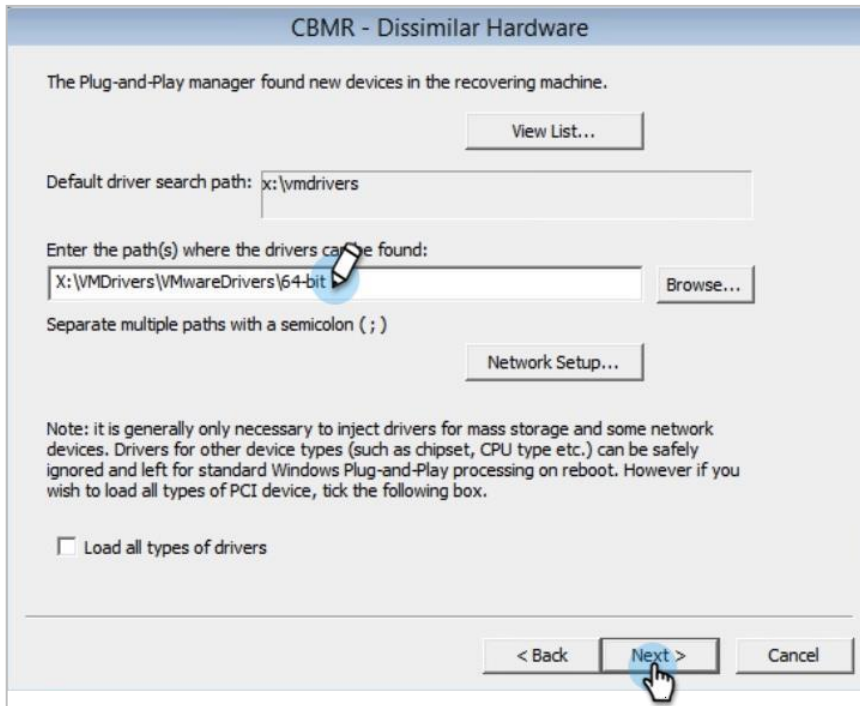 CBMR - Dissimilar Hardware
The Plug-and-Play manager found new devices in the recovering machine.
View List...
Default driver search path: x:\vmdrivers
Enter the path(s) where the drivers can be found:
X:\VMDrivers\VMwareDrivers\64-bit
Browse...
Separate multiple paths with a semicolon ( ; )
Network Setup...
Note: it is generally only necessary to inject drivers for mass storage and some network
devices. Drivers for other device types (such as chipset, CPU type etc.) can be safely
ignored and left for standard Windows Plug-and-Play processing on reboot. However if you
wish to load all types of PCI device, tick the following box.
Load all types of drivers
< Back
Next >
Cancel